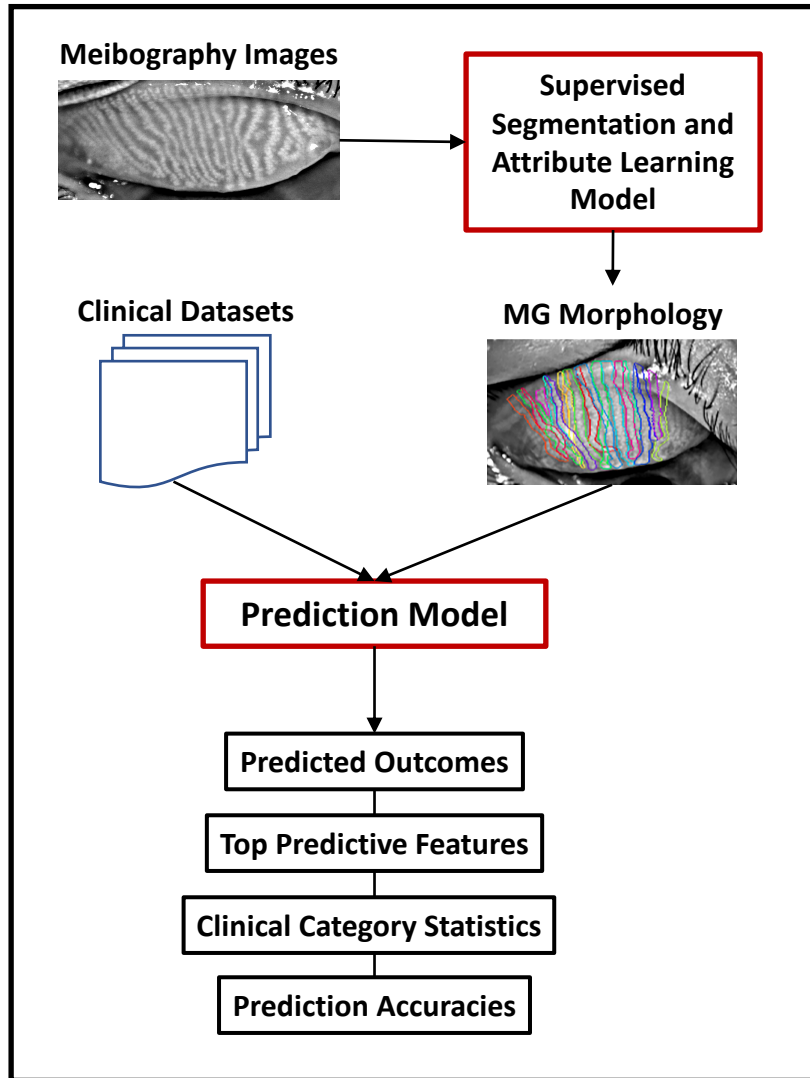 Meibography Images
Supervised
Segmentation and
Attribute Learning
Model
Clinical Datasets
MG Morphology
Prediction Model
Predicted Outcomes
Top Predictive Features
Clinical Category Statistics
Prediction Accuracies